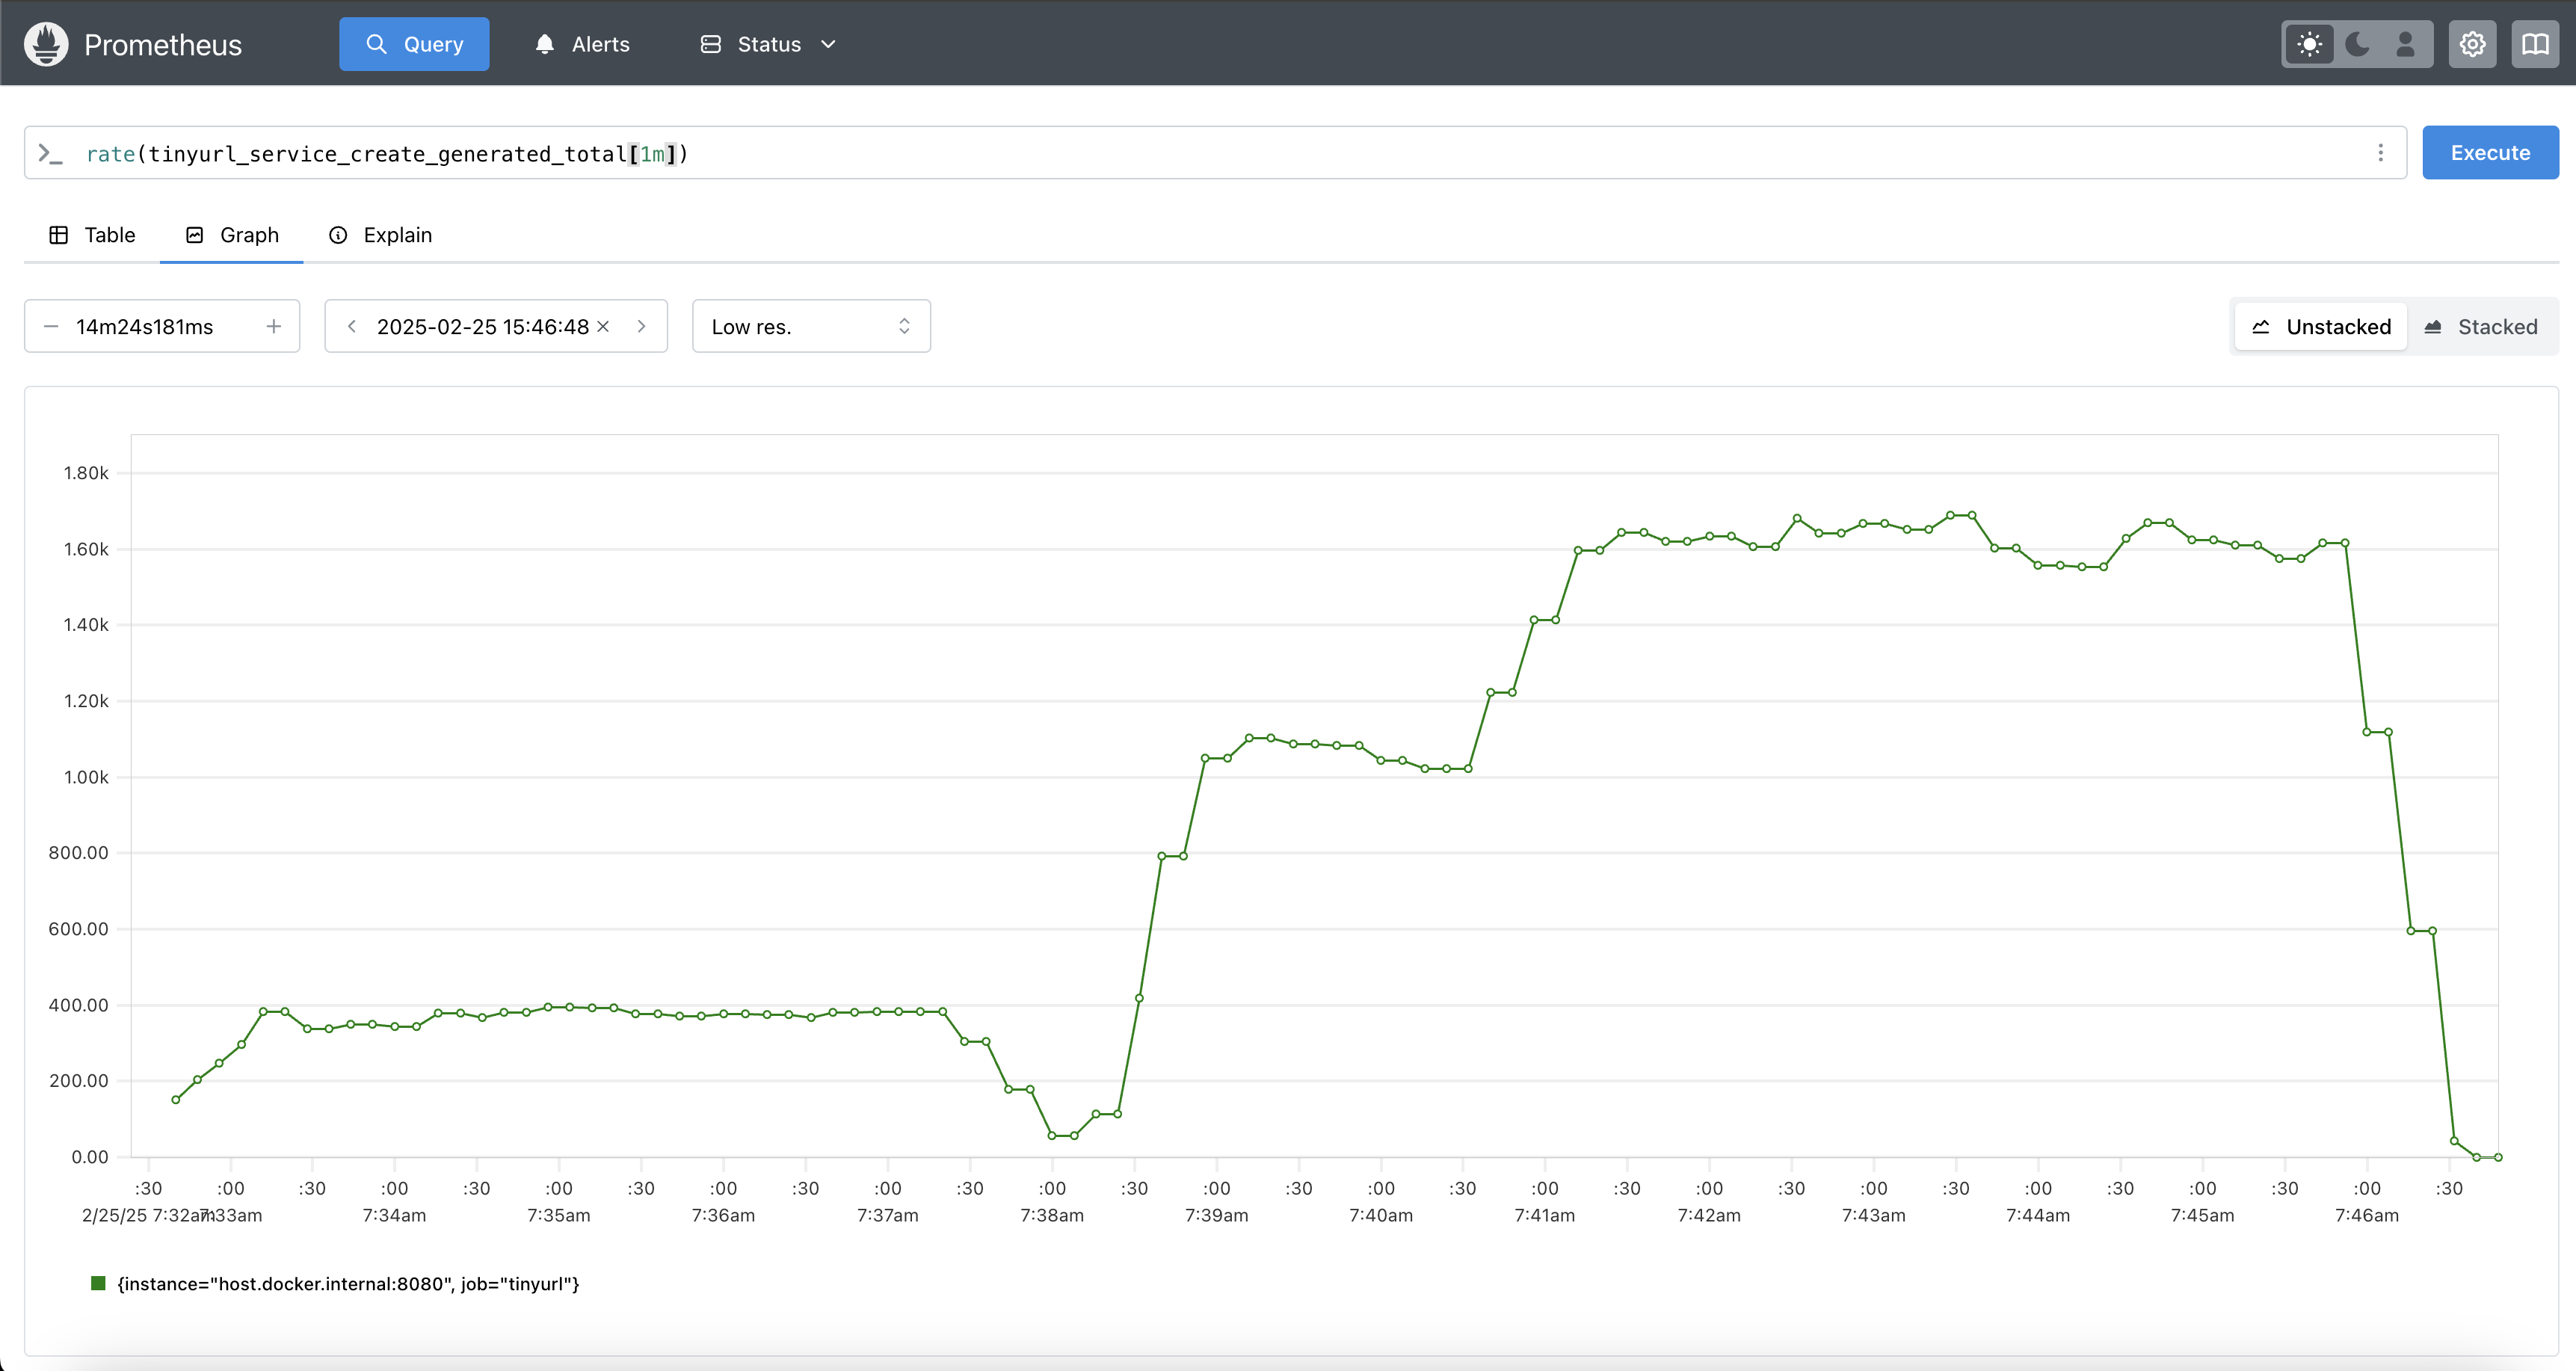 Prometheus Query Alerts Status
rate(tinyurl_service_create_generated_total[1m]) Execute
Table Graph Explain
14m24s181ms 2025-02-25 15:46:48 Low res. Unstacked Stacked
1.80k
1.60k
1.40k
1.20k
1.00k
800.00
600.00
400.00
200.00
0.00
:30 :00 :30 :00 :30 :00 :30 :00 :30 :00 :30 :00 :30 :00 :30 :00 :30 :00 :30 :00 :30 :00 :30 :00 :30 :00 :30 :00 :30
2/25/25 7:32am 7:33am 7:34am 7:35am 7:36am 7:37am 7:38am 7:39am 7:40am 7:41am 7:42am 7:43am 7:44am 7:45am 7:46am
{instance="host.docker.internal:8080", job="tinyurl"}